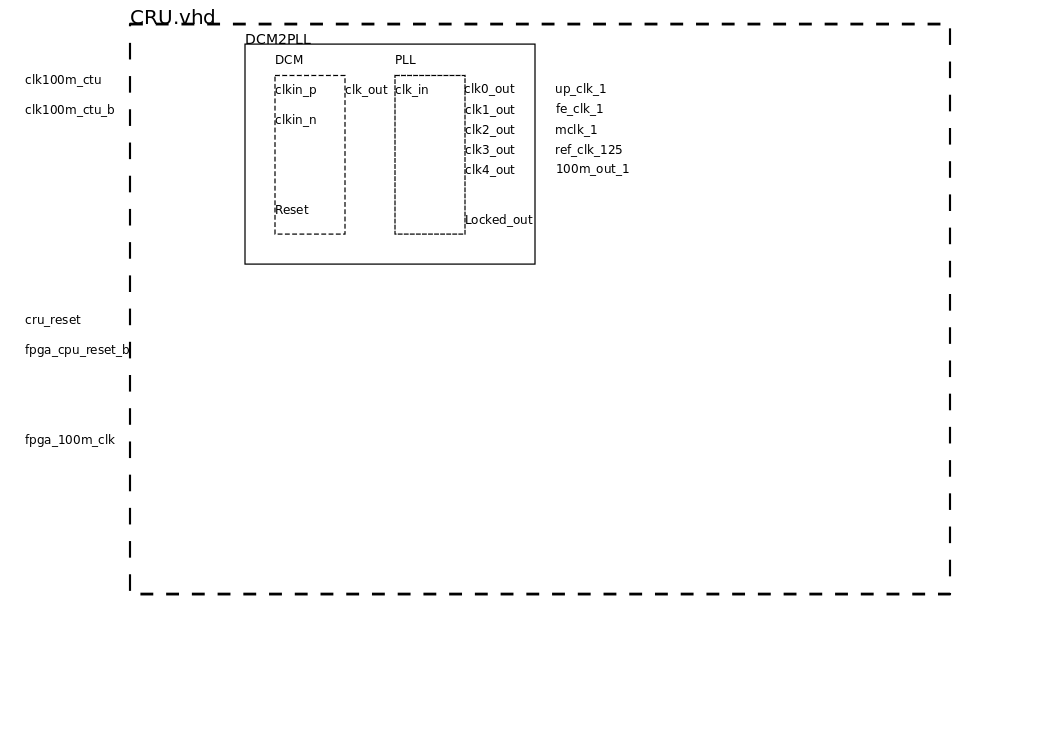 CRU.vhd
DCM2PLL
DCM PLL
clk100m_ctu clkin_p clk_out clk_in clk0_out up_clk_1
clk100m_ctu_b clkin_n clk1_out fe_clk_1
clk2_out mclk_1
clk3_out ref_clk_125
clk4_out 100m_out_1
Reset Locked_out
cru_reset
fpga_cpu_reset_b
fpga_100m_clk